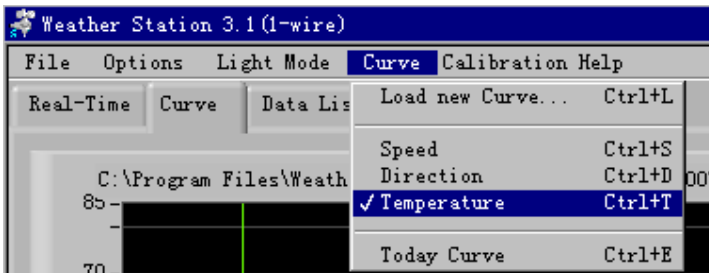 Weather Station 3.1(1-wire)
File Options Light Mode Curve Calibration Help
Real-Time Curve Data Lis
Load new Curve... Ctrl+L
Speed Ctrl+S
Direction Ctrl+D
C:\Program Files\Weath
✓Temperature Ctrl+T
85
Today Curve Ctrl+E
70